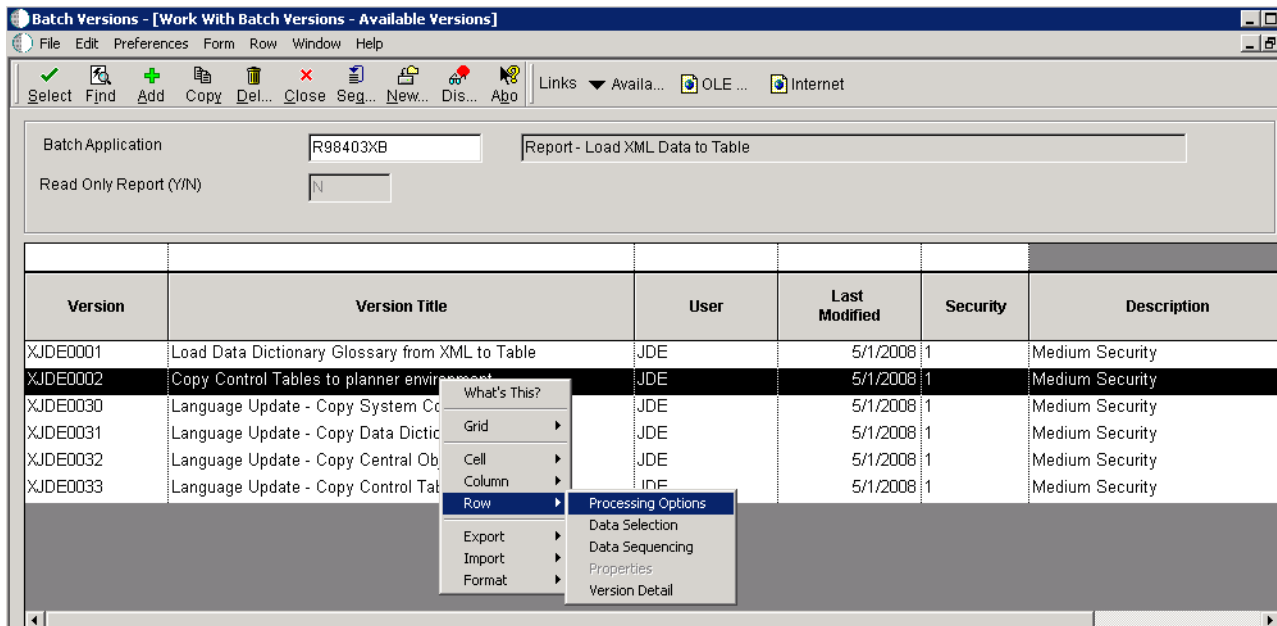 Batch Versions - [Work With Batch Versions - Available Versions]
File Edit Preferences Form Row Window Help
Select Find Add Copy Del... Close Seq... New... Dis... Abo Links Availa... OLE ... Internet
Batch Application R98403XB Report - Load XML Data to Table
Read Only Report (Y/N) N
Version Version Title User Last Modified Security Description
XJDE0001 Load Data Dictionary Glossary from XML to Table JDE 5/1/2008 1 Medium Security
XJDE0002 Copy Control Tables to planner environment JDE 5/1/2008 1 Medium Security
XJDE0030 Language Update - Copy System Co JDE 5/1/2008 1 Medium Security
XJDE0031 Language Update - Copy Data Dictio JDE 5/1/2008 1 Medium Security
XJDE0032 Language Update - Copy Central Ob JDE 5/1/2008 1 Medium Security
XJDE0033 Language Update - Copy Control Tab JDE 5/1/2008 1 Medium Security
What's This?
Grid
Cell
Column
Row
Export
Import
Format
Processing Options
Data Selection
Data Sequencing
Properties
Version Detail